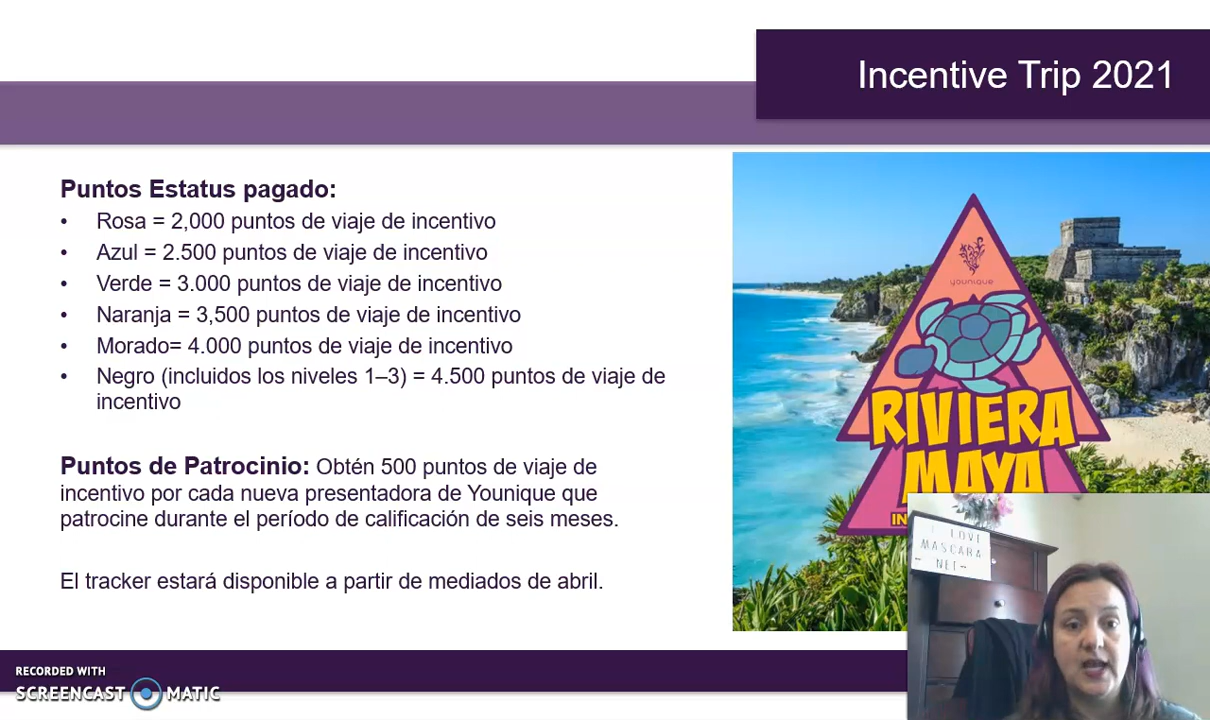 Incentive Trip 2021
Puntos Estatus pagado:
• Rosa = 2,000 puntos de viaje de incentivo
• Azul = 2.500 puntos de viaje de incentivo
• Verde = 3.000 puntos de viaje de incentivo
• Naranja = 3,500 puntos de viaje de incentivo
• Morado= 4.000 puntos de viaje de incentivo
• Negro (incluidos los niveles 1–3) = 4.500 puntos de viaje de
incentivo
Puntos de Patrocinio: Obtén 500 puntos de viaje de
incentivo por cada nueva presentadora de Younique que
patrocine durante el período de calificación de seis meses.
El tracker estará disponible a partir de mediados de abril.
younique
RIVIERA
MAYA
I LOVE
MASCARA
RECORDED WITH
SCREENCAST MATIC